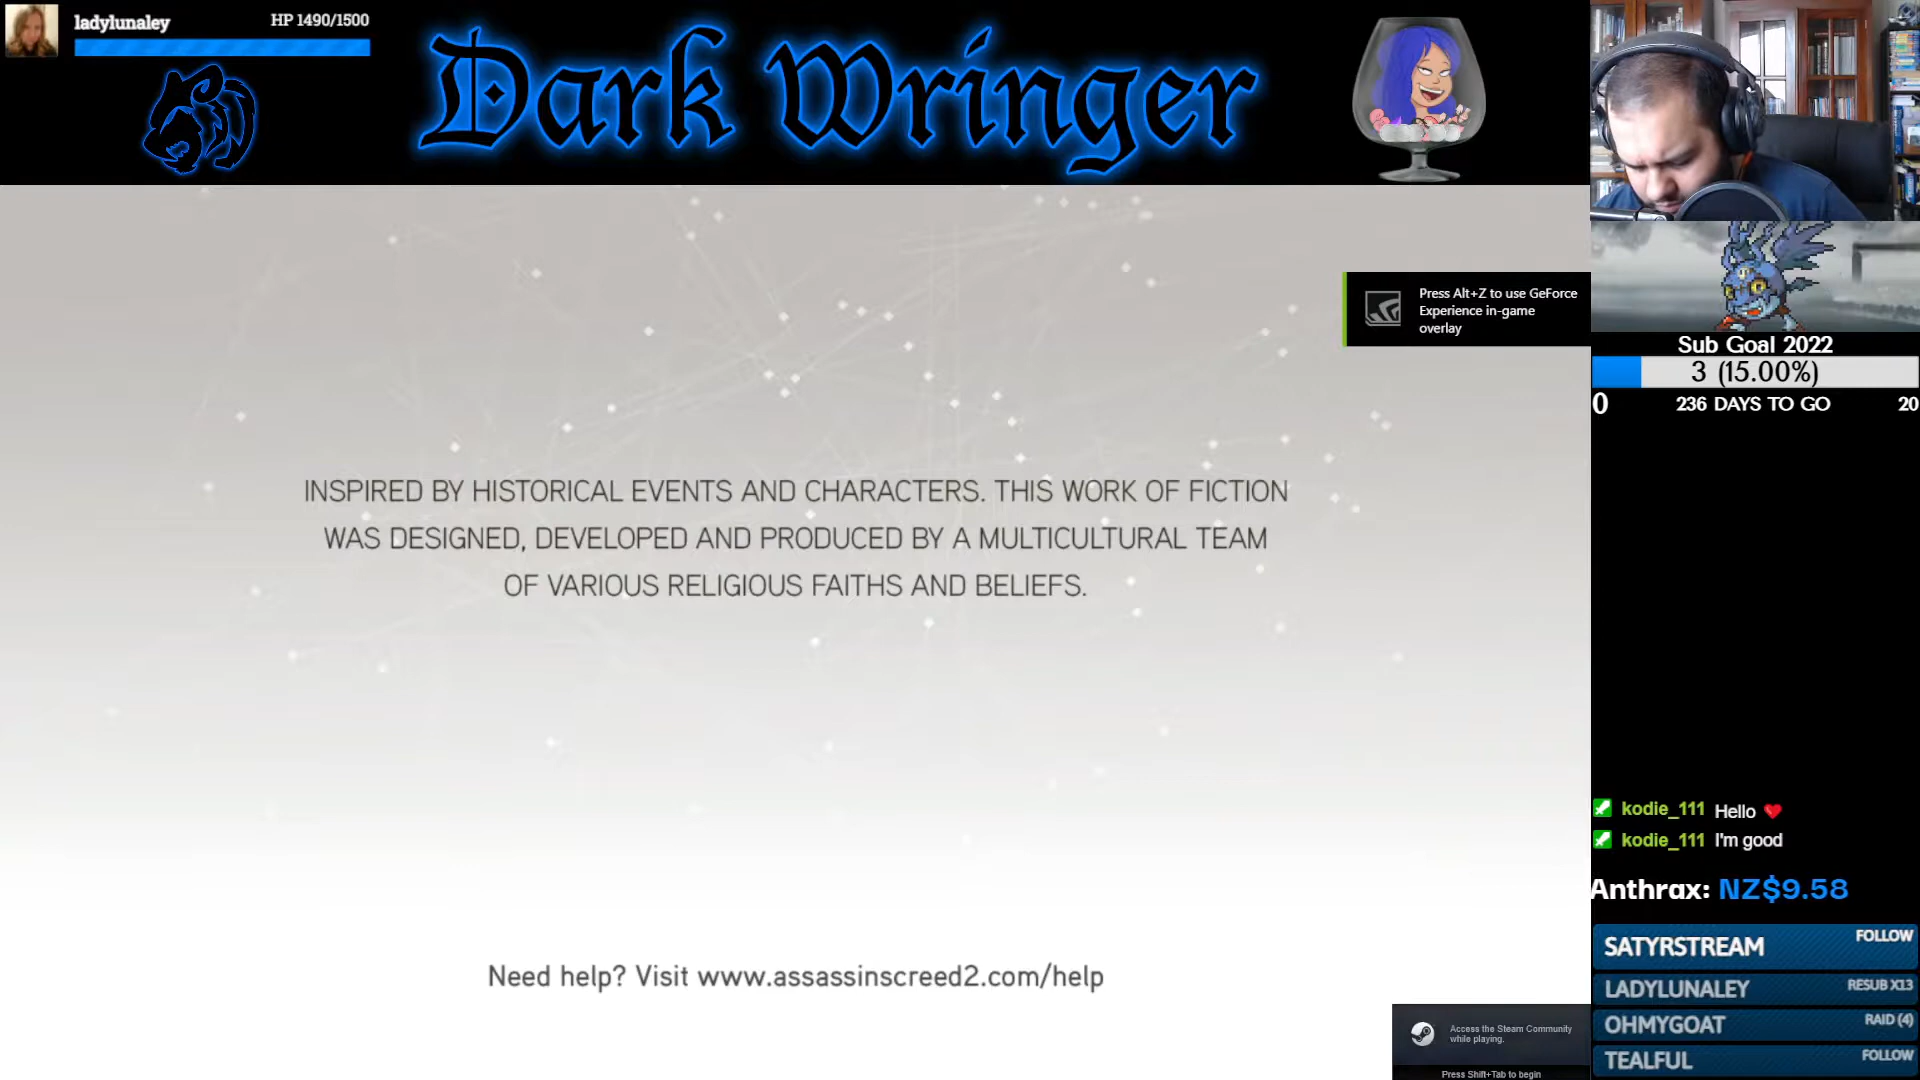 ladylunaley
HP 1490/1500
Dark Wringer
Press Alt+Z to use GeForce
Experience in-game
overlay
Sub Goal 2022
3 (15.00%)
0
236 DAYS TO GO
20
INSPIRED BY HISTORICAL EVENTS AND CHARACTERS. THIS WORK OF FICTION
WAS DESIGNED, DEVELOPED AND PRODUCED BY A MULTICULTURAL TEAM
OF VARIOUS RELIGIOUS FAITHS AND BELIEFS.
kodie_111 Hello ❤
kodie_111 I'm good
Anthrax: NZ$9.58
SATYRSTREAM FOLLOW
LADYLUNALEY RESUB X13
OHMYGOAT RAID (4)
TEALFUL FOLLOW
Need help? Visit www.assassinscreed2.com/help
Access the Steam Community
while playing.
Press Shift+Tab to begin